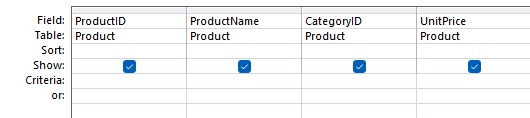 Field: ProductID ProductName CategoryID UnitPrice
Table: Product Product Product Product
Sort:
Show:
Criteria:
or: